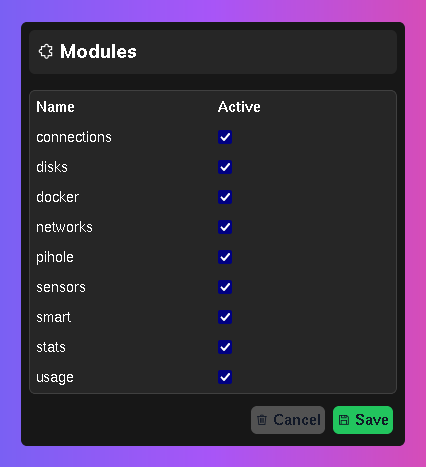 Modules
Name Active
connections
disks
docker
networks
pihole
sensors
smart
stats
usage
Cancel Save